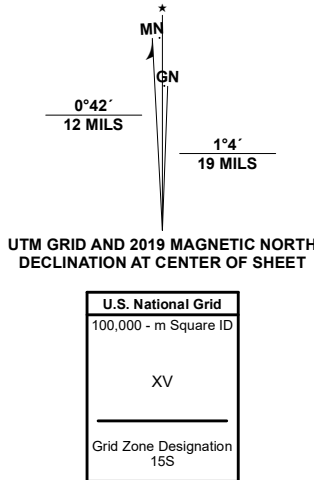 ★
MN
GN
0°42´
12 MILS
1°4´
19 MILS
UTM GRID AND 2019 MAGNETIC NORTH
DECLINATION AT CENTER OF SHEET
U.S. National Grid
100,000 - m Square ID
XV
Grid Zone Designation
15S